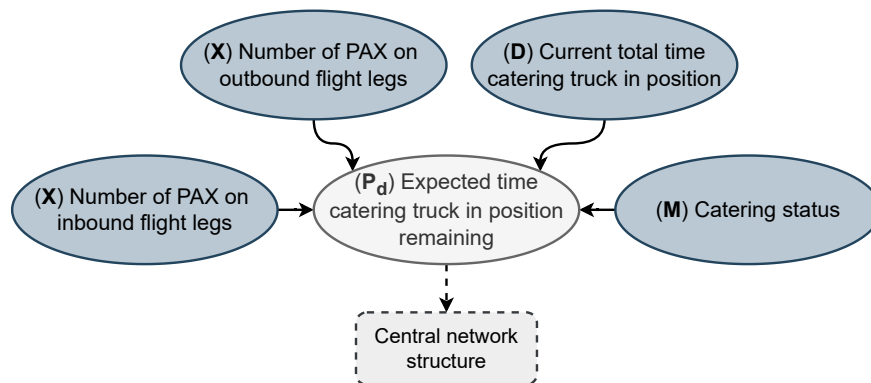 (X) Number of PAX on
outbound flight legs
(D) Current total time
catering truck in position
(X) Number of PAX on
inbound flight legs
(Pd) Expected time
catering truck in position
remaining
(M) Catering status
Central network
structure